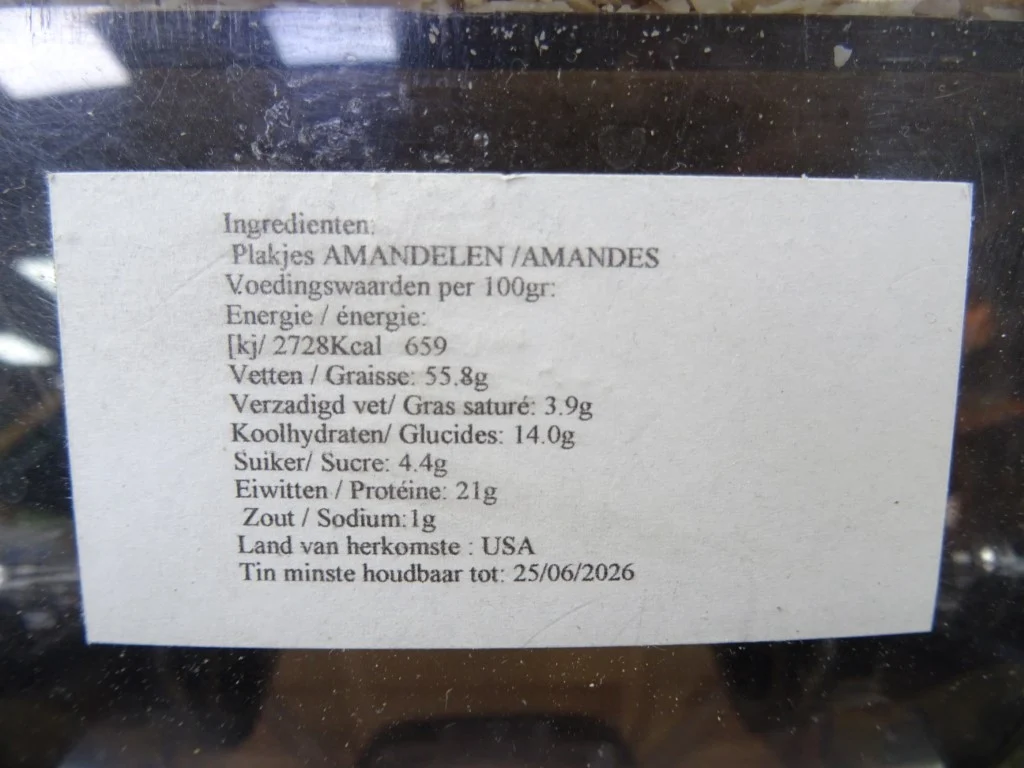 Ingredienten:
Plakjes AMANDELEN /AMANDES
Voedingswaarden per 100gr:
Energie / énergie:
[kj/ 2728Kcal 659
Vetten / Graisse: 55.8g
Verzadigd vet/ Gras saturé: 3.9g
Koolhydraten/ Glucides: 14.0g
Suiker/ Sucre: 4.4g
Eiwitten / Protéine: 21g
Zout / Sodium:1g
Land van herkomste : USA
Tin minste houdbaar tot: 25/06/2026